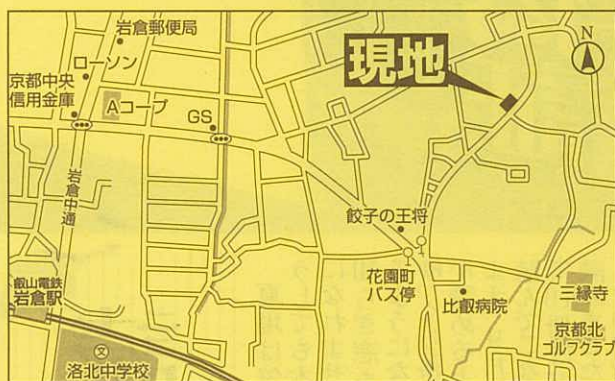 岩倉郵便局
ローソン
京都中央
信用金庫
Aコープ
GS
現地
N
岩倉中通
餃子の王将
花園町
バス停
比叡病院
三縁寺
京都北
ゴルフクラブ
叡山電鉄
岩倉駅
文
洛北中学校